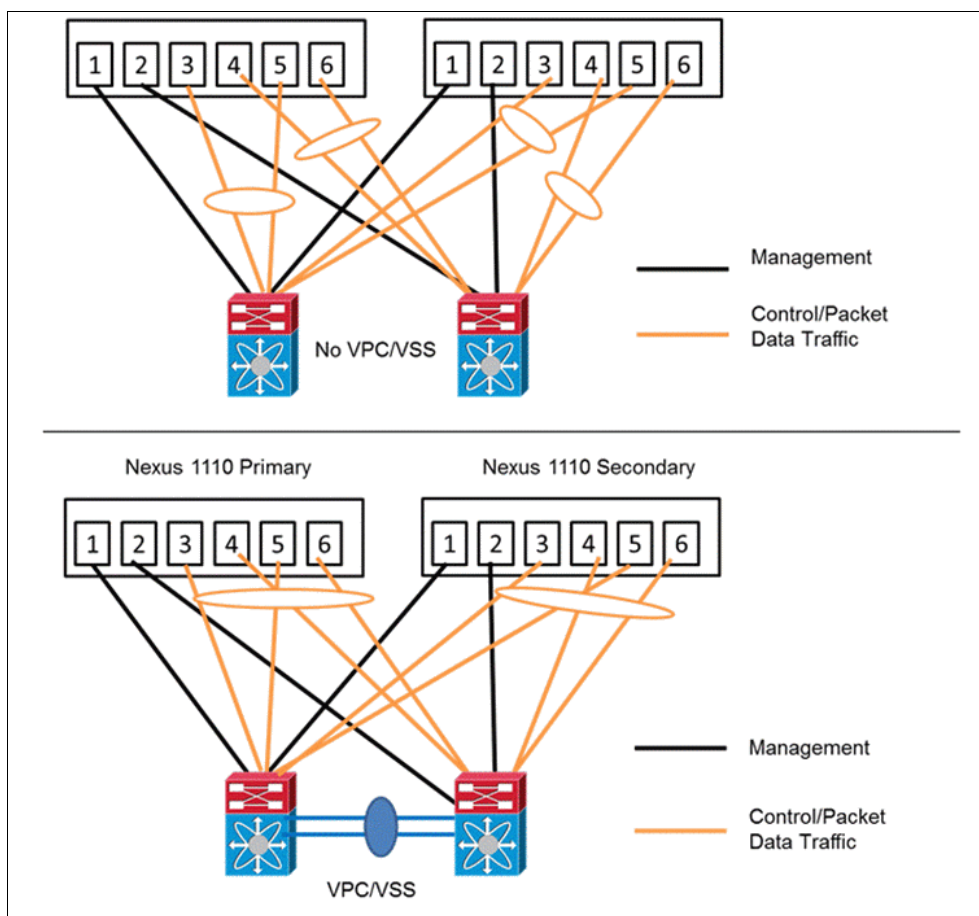 1 2 3 4 5 6
1 2 3 4 5 6
Management
Control/Packet
Data Traffic
No VPC/VSS
Nexus 1110 Primary
Nexus 1110 Secondary
1 2 3 4 5 6
1 2 3 4 5 6
Management
Control/Packet
Data Traffic
VPC/VSS